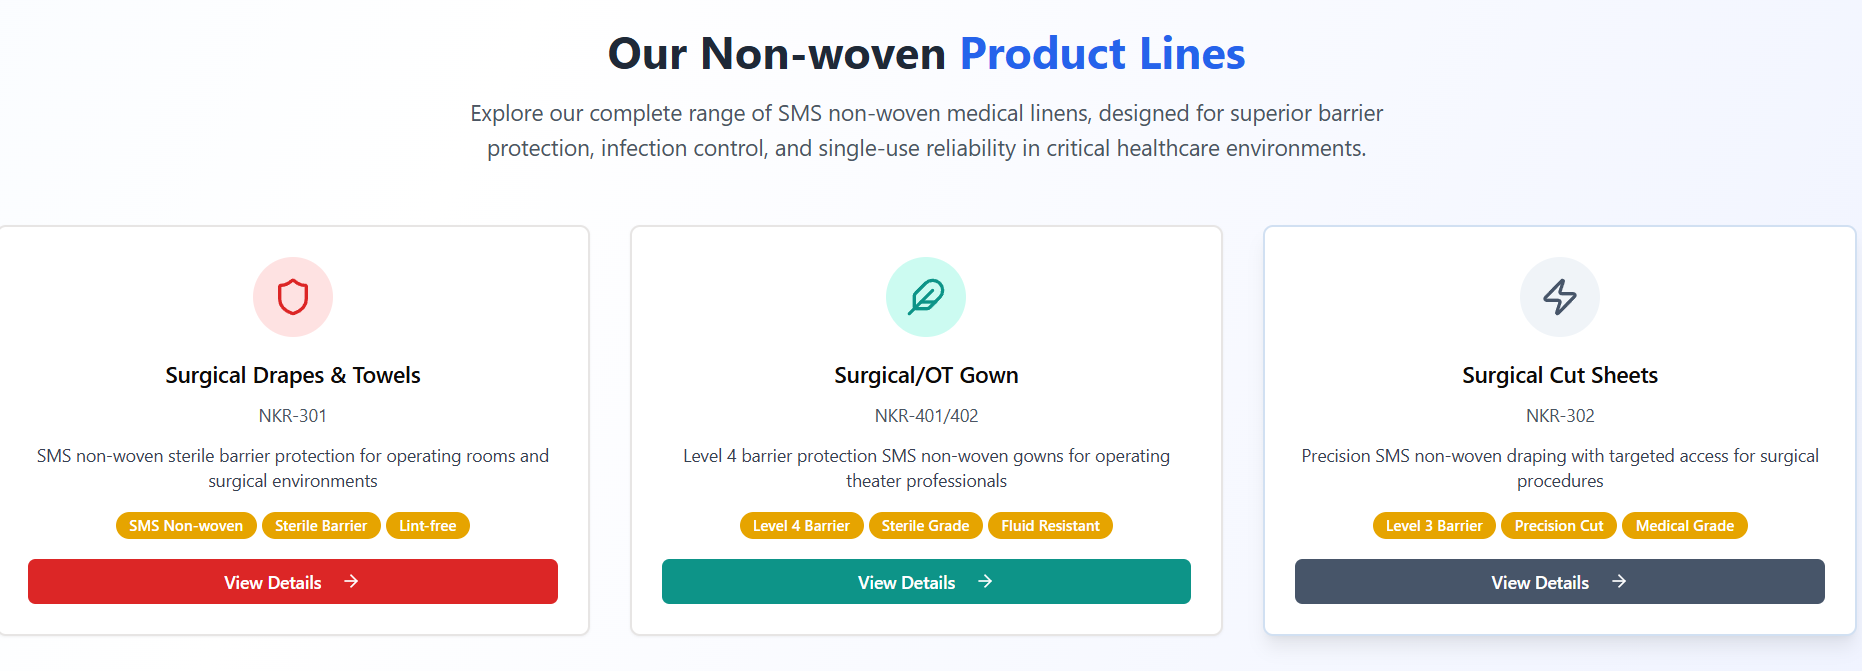 Our Non-woven Product Lines
Explore our complete range of SMS non-woven medical linens, designed for superior barrier
protection, infection control, and single-use reliability in critical healthcare environments.
Surgical Drapes & Towels
NKR-301
SMS non-woven sterile barrier protection for operating rooms and
surgical environments
SMS Non-woven
Sterile Barrier
Lint-free
View Details →
Surgical/OT Gown
NKR-401/402
Level 4 barrier protection SMS non-woven gowns for operating
theater professionals
Level 4 Barrier
Sterile Grade
Fluid Resistant
View Details →
Surgical Cut Sheets
NKR-302
Precision SMS non-woven draping with targeted access for surgical
procedures
Level 3 Barrier
Precision Cut
Medical Grade
View Details →